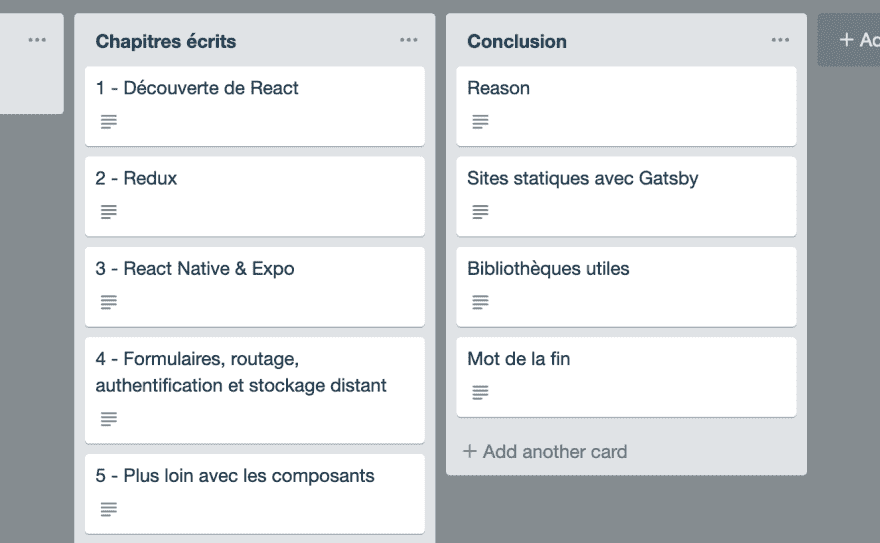 Chapitres écrits
1 - Découverte de React
2 - Redux
3 - React Native & Expo
4 - Formulaires, routage,
authentification et stockage distant
5 - Plus loin avec les composants
Conclusion
Reason
Sites statiques avec Gatsby
Bibliothèques utiles
Mot de la fin
+ Add another card